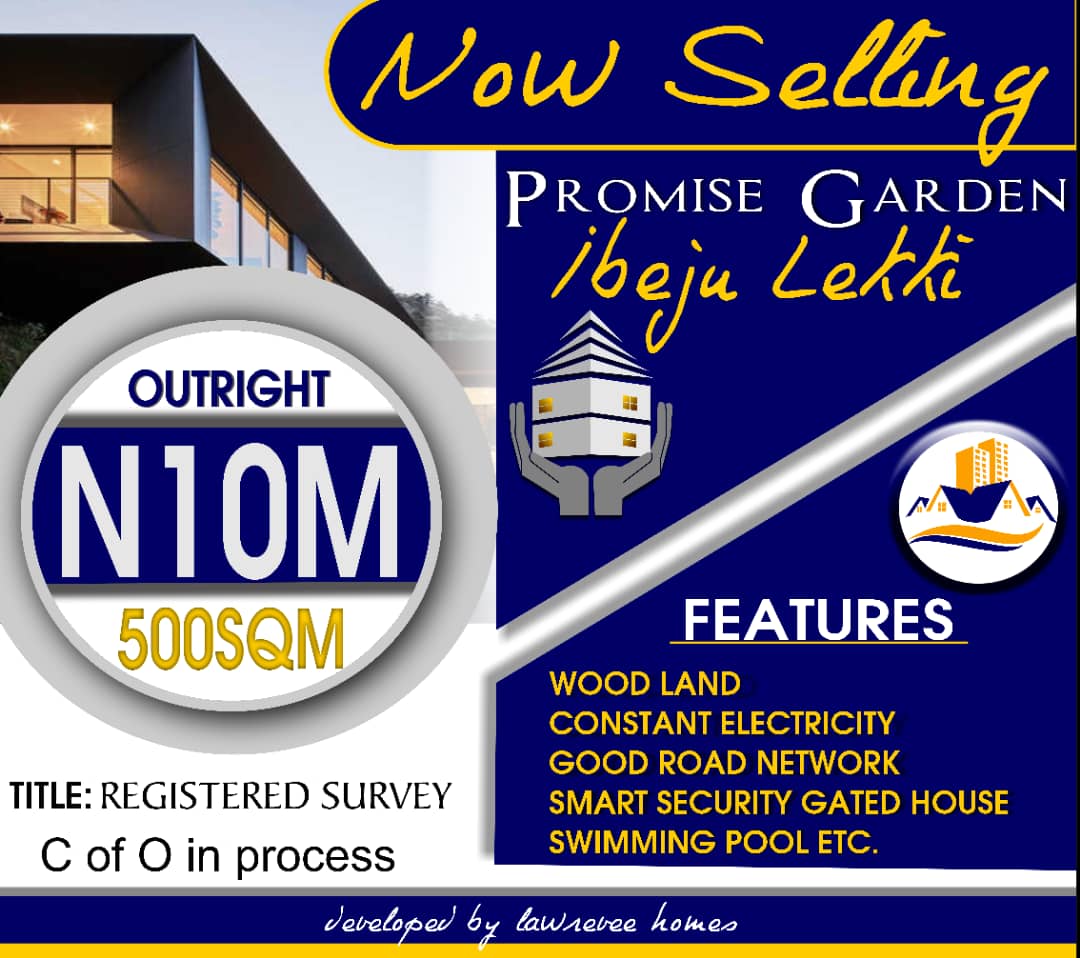 Now Selling
PROMISE GARDEN
Ibeju Lekki
OUTRIGHT
N10M
500SQM
FEATURES
WOOD LAND
CONSTANT ELECTRICITY
GOOD ROAD NETWORK
SMART SECURITY GATED HOUSE
SWIMMING POOL ETC.
TITLE: REGISTERED SURVEY
C of O in process
developed by lawrevee homes